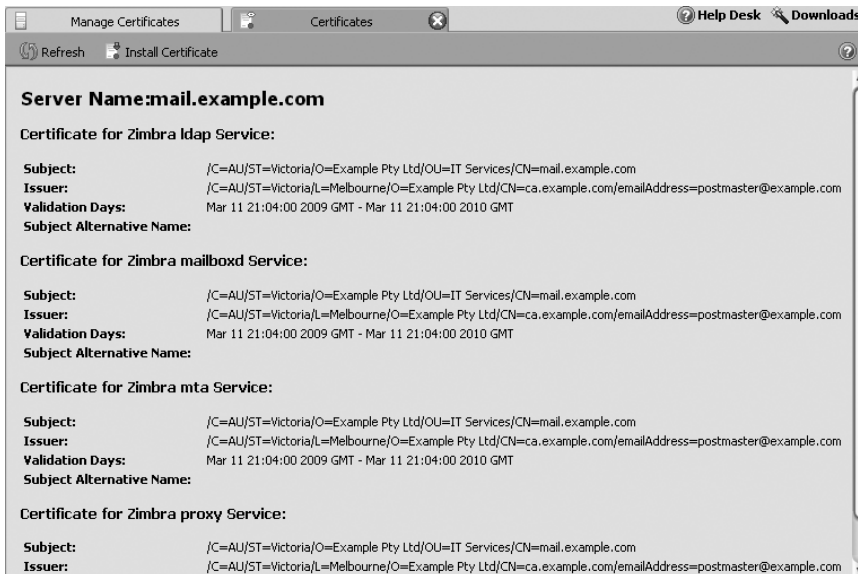 Manage Certificates Certificates Help Desk Downloads
Refresh Install Certificate
Server Name:mail.example.com
Certificate for Zimbra ldap Service:
Subject: /C=AU/ST=Victoria/O=Example Pty Ltd/OU=IT Services/CN=mail.example.com
Issuer: /C=AU/ST=Victoria/L=Melbourne/O=Example Pty Ltd/CN=ca.example.com/emailAddress=postmaster@example.com
Validation Days: Mar 11 21:04:00 2009 GMT - Mar 11 21:04:00 2010 GMT
Subject Alternative Name:
Certificate for Zimbra mailboxd Service:
Subject: /C=AU/ST=Victoria/O=Example Pty Ltd/OU=IT Services/CN=mail.example.com
Issuer: /C=AU/ST=Victoria/L=Melbourne/O=Example Pty Ltd/CN=ca.example.com/emailAddress=postmaster@example.com
Validation Days: Mar 11 21:04:00 2009 GMT - Mar 11 21:04:00 2010 GMT
Subject Alternative Name:
Certificate for Zimbra mta Service:
Subject: /C=AU/ST=Victoria/O=Example Pty Ltd/OU=IT Services/CN=mail.example.com
Issuer: /C=AU/ST=Victoria/L=Melbourne/O=Example Pty Ltd/CN=ca.example.com/emailAddress=postmaster@example.com
Validation Days: Mar 11 21:04:00 2009 GMT - Mar 11 21:04:00 2010 GMT
Subject Alternative Name:
Certificate for Zimbra proxy Service:
Subject: /C=AU/ST=Victoria/O=Example Pty Ltd/OU=IT Services/CN=mail.example.com
Issuer: /C=AU/ST=Victoria/L=Melbourne/O=Example Pty Ltd/CN=ca.example.com/emailAddress=postmaster@example.com